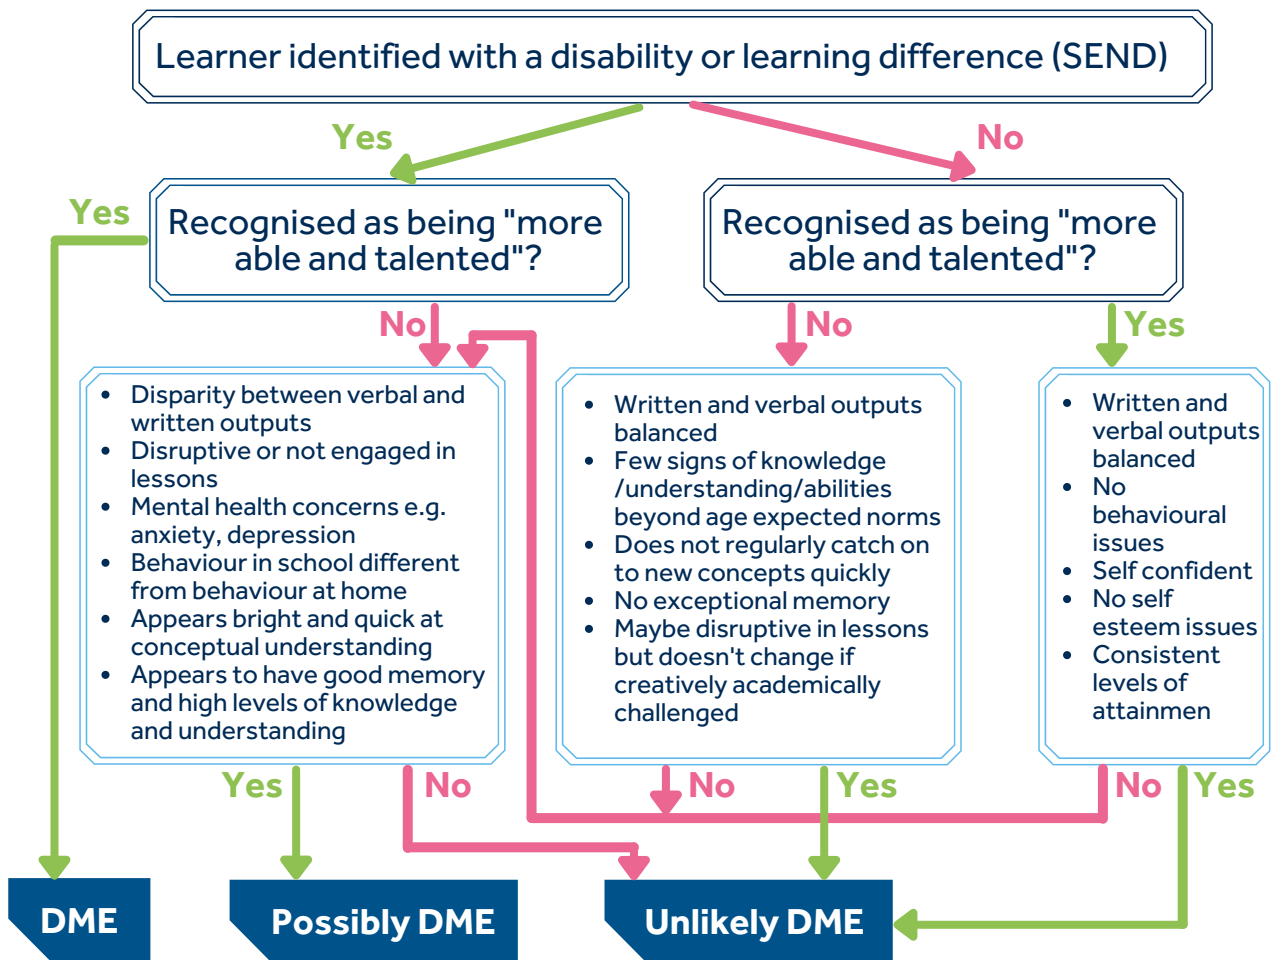 Learner identified with a disability or learning difference (SEND)
Yes
No
Yes
Recognised as being "more
able and talented"?
Recognised as being "more
able and talented"?
No
No
Yes
• Disparity between verbal and
written outputs
• Disruptive or not engaged in
lessons
• Mental health concerns e.g.
anxiety, depression
• Behaviour in school different
from behaviour at home
• Appears bright and quick at
conceptual understanding
• Appears to have good memory
and high levels of knowledge
and understanding
• Written and verbal outputs
balanced
• Few signs of knowledge
/understanding/abilities
beyond age expected norms
• Does not regularly catch on
to new concepts quickly
• No exceptional memory
• Maybe disruptive in lessons
but doesn't change if
creatively academically
challenged
• Written and
verbal outputs
balanced
• No
behavioural
issues
• Self confident
• No self
esteem issues
• Consistent
levels of
attainmen
Yes
No
No
Yes
No
Yes
DME
Possibly DME
Unlikely DME